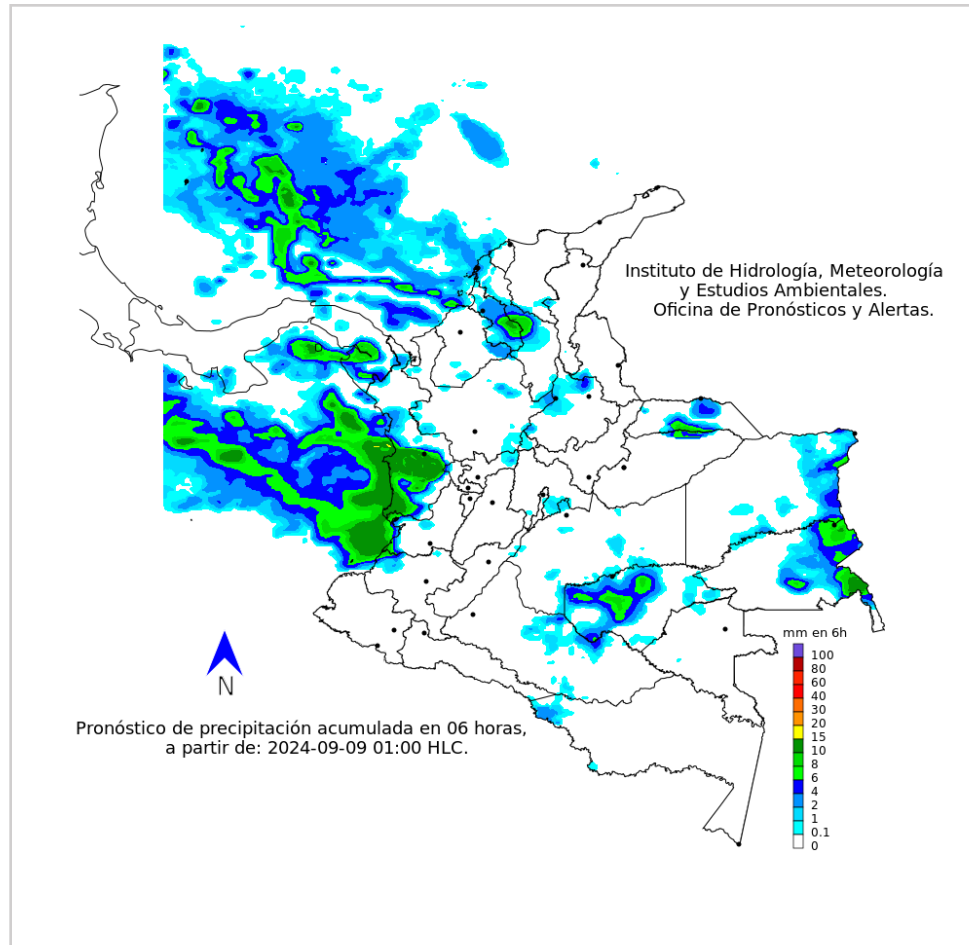 Instituto de Hidrología, Meteorología
y Estudios Ambientales.
Oficina de Pronósticos y Alertas.
N
Pronóstico de precipitación acumulada en 06 horas,
a partir de: 2024-09-09 01:00 HLC.
mm en 6h
100
80
60
40
30
20
15
10
8
6
4
2
1
0.1
0